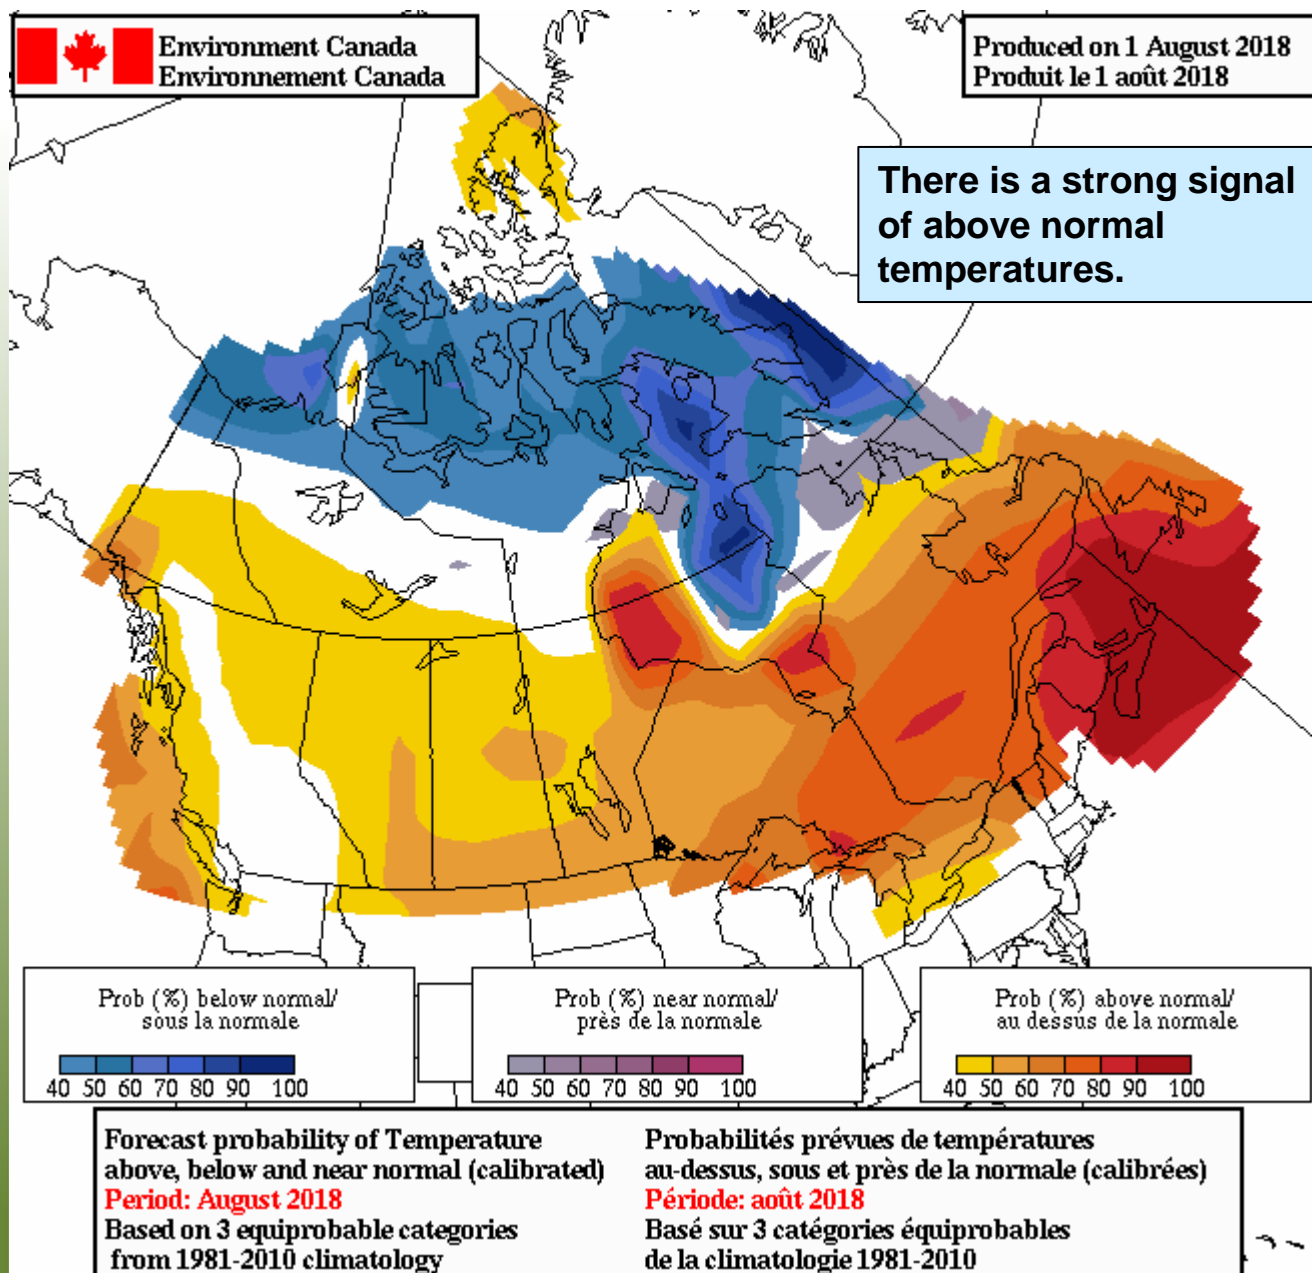 Environment Canada
Environnement Canada
Produced on 1 August 2018
Produit le 1 août 2018
There is a strong signal
of above normal
temperatures.
Prob (%) below normal/
sous la normale
40 50 60 70 80 90 100
Prob (%) near normal/
près de la normale
40 50 60 70 80 90 100
Prob (%) above normal/
au dessus de la normale
40 50 60 70 80 90 100
Forecast probability of Temperature
above, below and near normal (calibrated)
Period: August 2018
Based on 3 equiprobable categories
from 1981-2010 climatology
Probabilités prévues de températures
au-dessus, sous et près de la normale (calibrées)
Période: août 2018
Basé sur 3 catégories équiprobables
de la climatologie 1981-2010